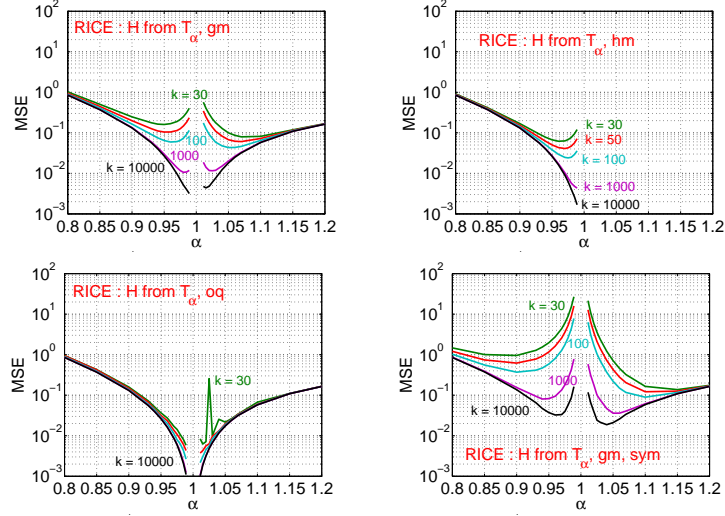 RICE : H from Tα, gm
MSE
10^2
10^1
10^0
10^−1
10^−2
10^−3
k = 30
100
1000
k = 10000
0.8 0.85 0.9 0.95 1 1.05 1.1 1.15 1.2
α
RICE : H from Tα, hm
MSE
10^2
10^1
10^0
10^−1
10^−2
10^−3
k = 30
k = 50
k = 100
k = 1000
k = 10000
0.8 0.85 0.9 0.95 1 1.05 1.1 1.15 1.2
α
RICE : H from Tα, oq
MSE
10^2
10^1
10^0
10^−1
10^−2
10^−3
k = 30
k = 10000
0.8 0.85 0.9 0.95 1 1.05 1.1 1.15 1.2
α
MSE
10^2
10^1
10^0
10^−1
10^−2
10^−3
k = 30
100
1000
k = 10000
RICE : H from Tα, gm, sym
0.8 0.85 0.9 0.95 1 1.05 1.1 1.15 1.2
α